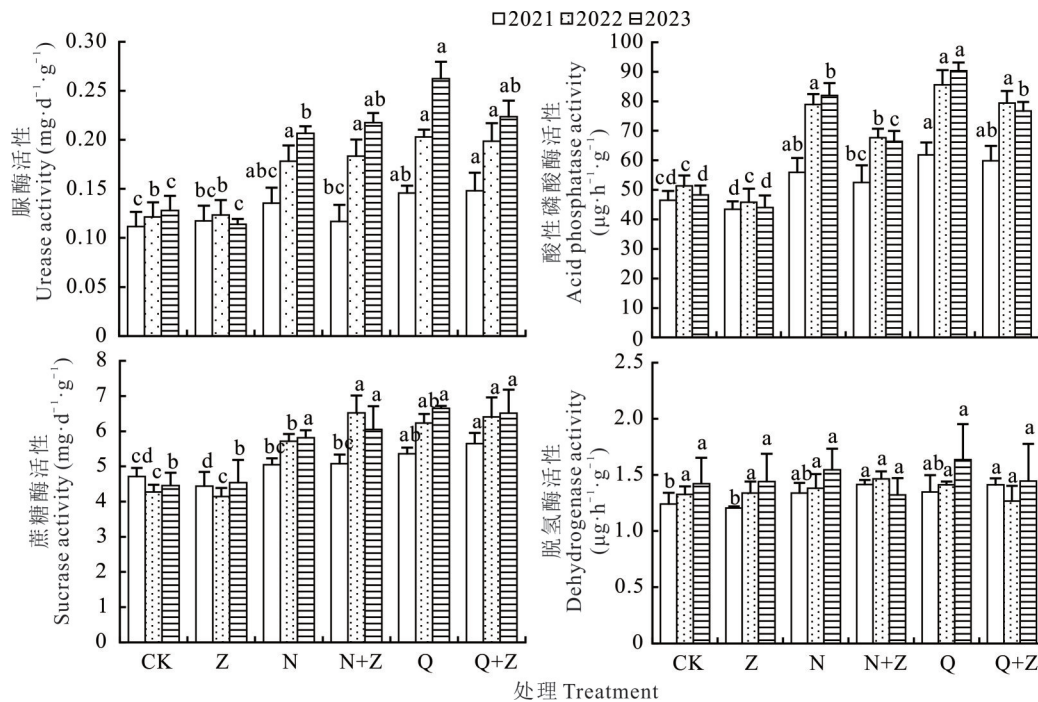 2021 2022 2023
脲酶活性
Urease activity (mg·d⁻¹·g⁻¹)
0.30
0.25
0.20
0.15
0.10
0.05
0
c b c
bc b c
abc a b
bc a ab
ab a a
a a ab
酸性磷酸酶活性
Acid phosphatase activity
(μg·h⁻¹·g⁻¹)
100
90
80
70
60
50
40
30
20
10
0
cd c d
d c d
ab a b
bc b c
a a a
ab a b
蔗糖酶活性
Sucrase activity (mg·d⁻¹·g⁻¹)
8
7
6
5
4
3
2
1
0
cd c b
d c b
bc b a
bc a a
ab ab a
a a a
CK Z N N+Z Q Q+Z
脱氢酶活性
Dehydrogenase activity
(μg·h⁻¹·g⁻¹)
2.5
2.0
1.5
1.0
0.5
0
b a a
b a a
ab a a
a a a
ab a a
a a a
CK Z N N+Z Q Q+Z
处理 Treatment